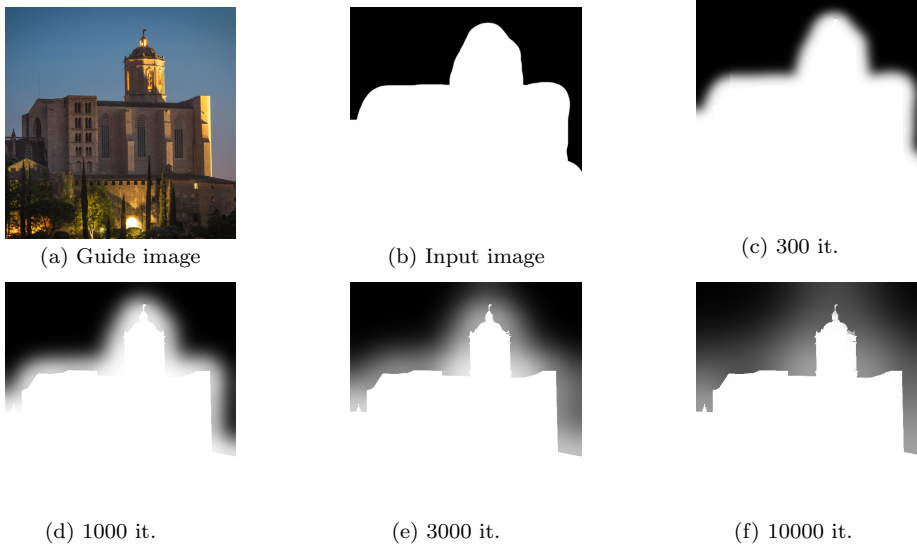 (a) Guide image
(b) Input image
(c) 300 it.
(d) 1000 it.
(e) 3000 it.
(f) 10000 it.